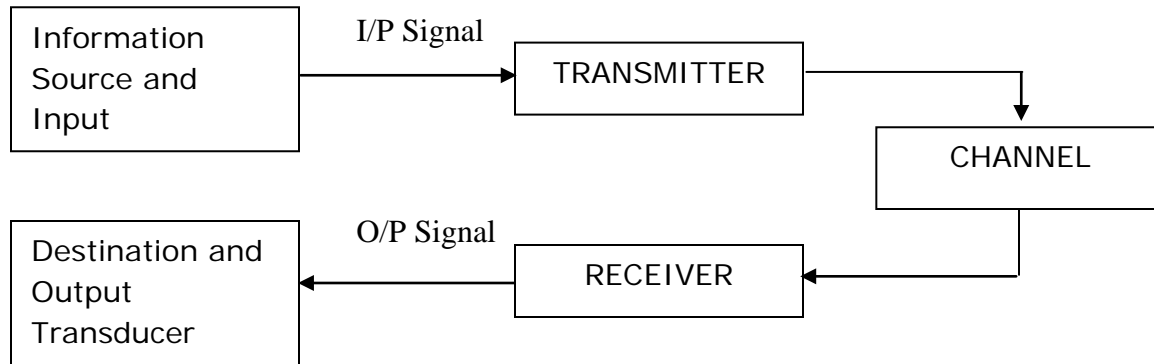 Information
Source and
Input
I/P Signal
TRANSMITTER
CHANNEL
RECEIVER
O/P Signal
Destination and
Output
Transducer